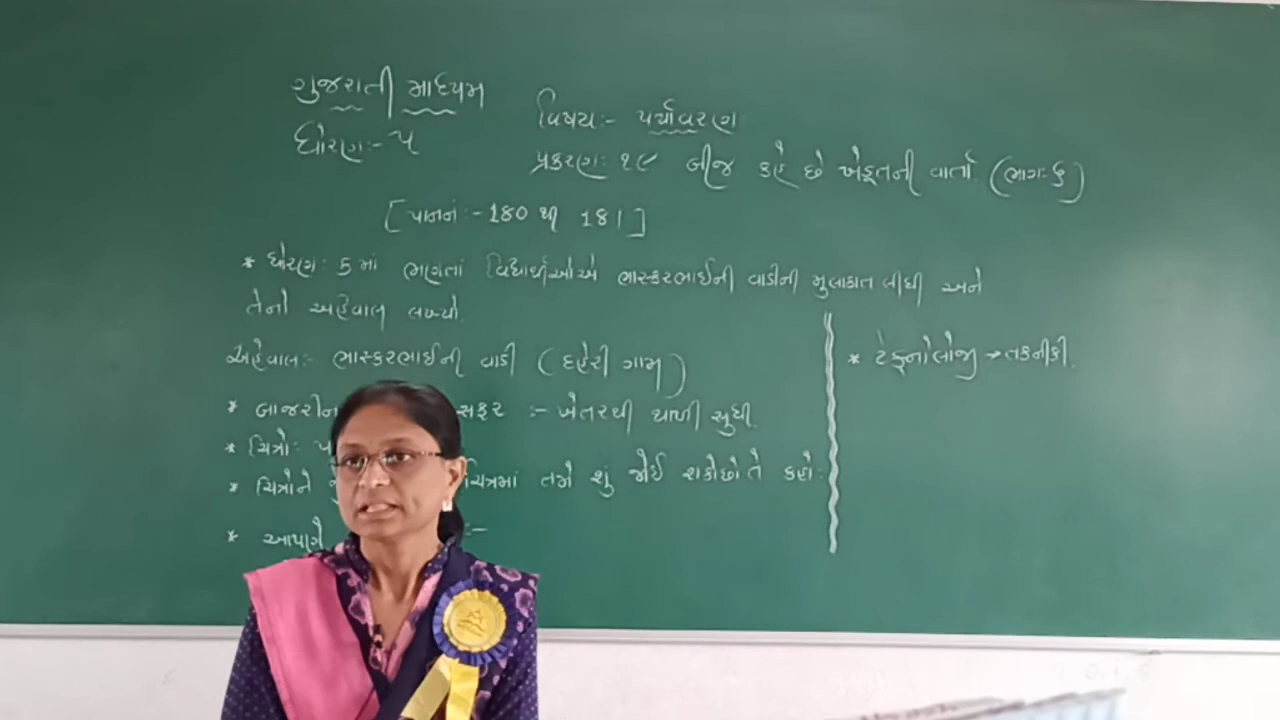 ગુજરાતી માધ્યમ
ધોરણ:- ૫
વિષય:- પર્યાવરણ
પ્રકરણ: ૧૯ બીજ કહે છે ખેડૂતની વાર્તા (ભાગ: ૬)
[પાનનં:- 180 થી 181]
* ધોરણ: 5 માં ભણતાં વિદ્યાર્થીઓએ ભાસ્કરભાઈની વાડીની મુલાકાત લીધી અને
તેનો અહેવાલ લખ્યો.
અહેવાલ:- ભાસ્કરભાઈની વાડી (દહેરી ગામ)
* બાજરીન સફર :- ખેતરથી થાળી સુધી.
* ચિત્રો:
* ચિત્રોને ચિત્રમાં તમે શું જોઈ શકોછો તે કહો:
* આપણે :-
* ટેક્નોલોજી → તકનીકી.